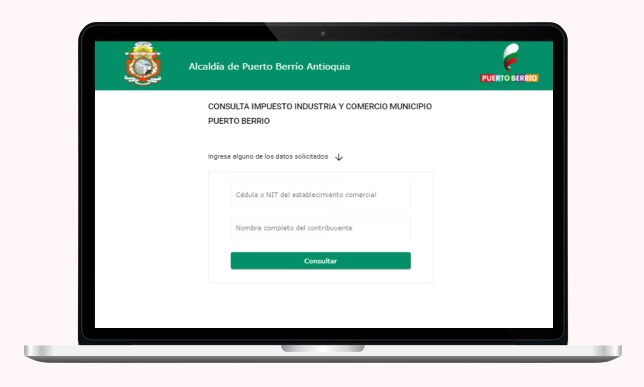 Alcaldía de Puerto Berrío Antioquia
PUERTO BERRIO
CONSULTA IMPUESTO INDUSTRIA Y COMERCIO MUNICIPIO
PUERTO BERRIO
Ingresa alguno de los datos solicitados
Cédula o NIT del establecimiento comercial
Nombre completo del contribuyente
Consultar